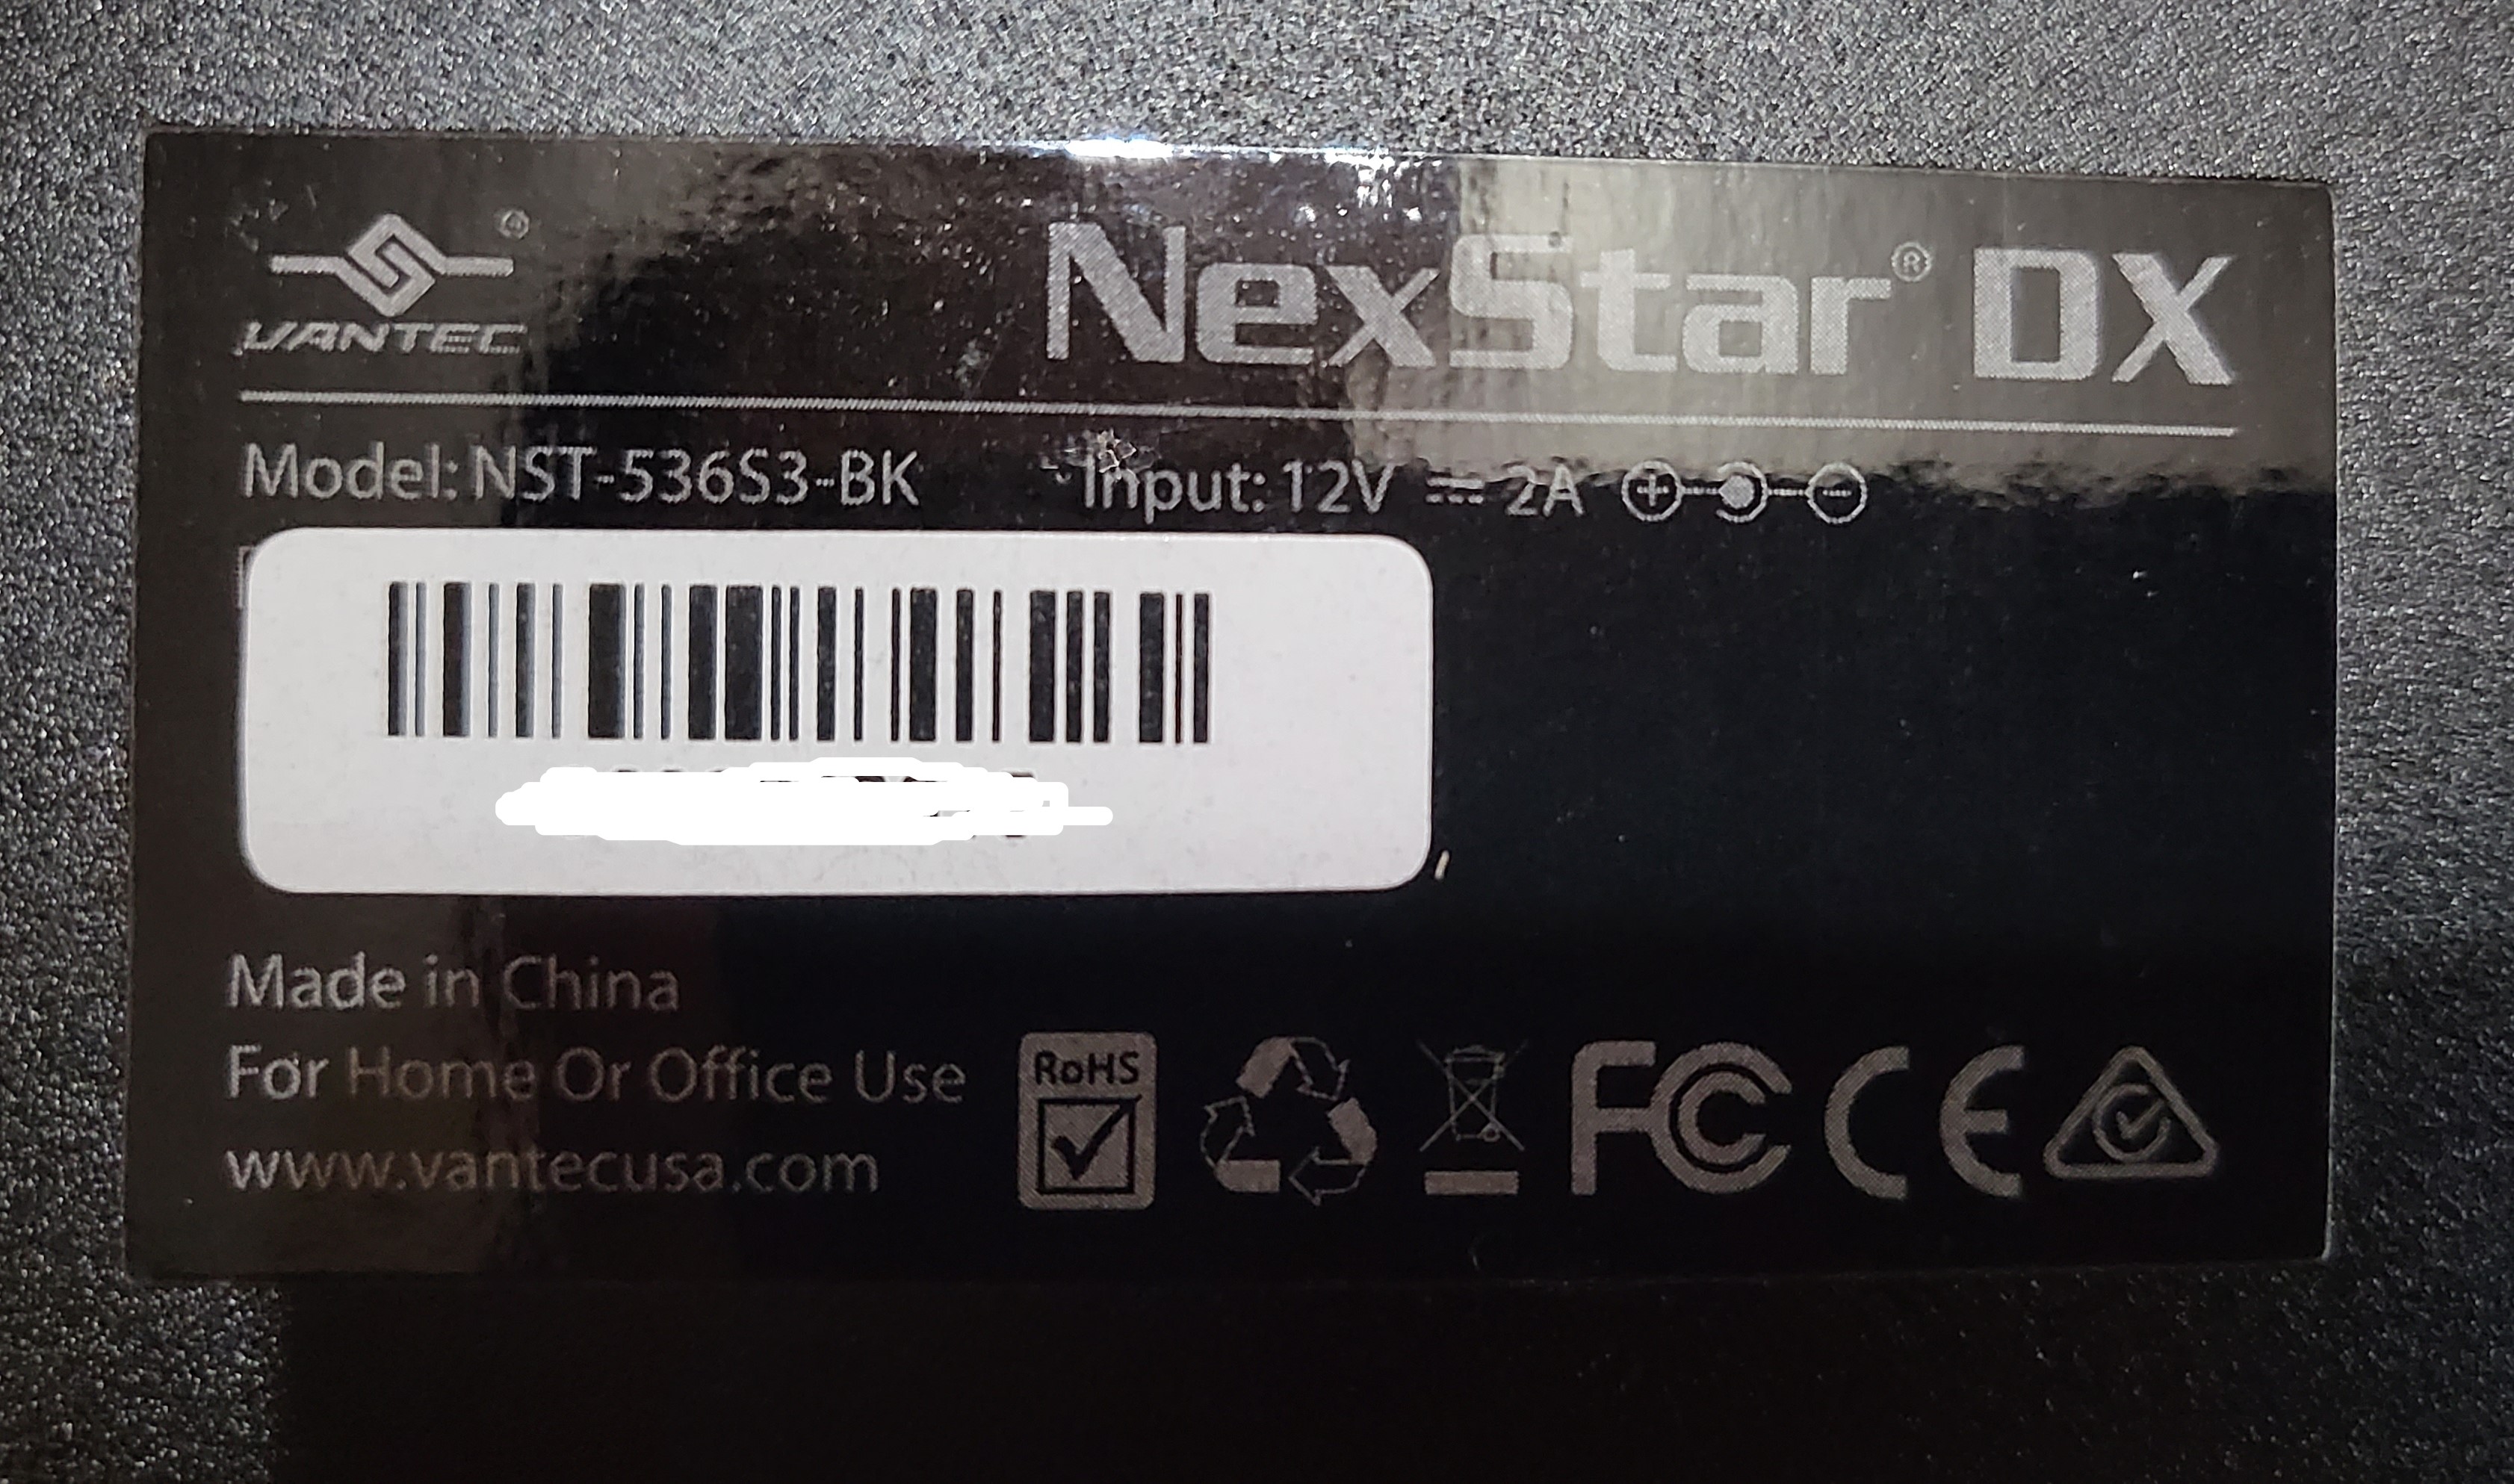 VANTEC®
NexStar® DX
Model: NST-536S3-BK
Input: 12V ⎓ 2A
Made in China
For Home Or Office Use
www.vantecusa.com
RoHS
FC CE